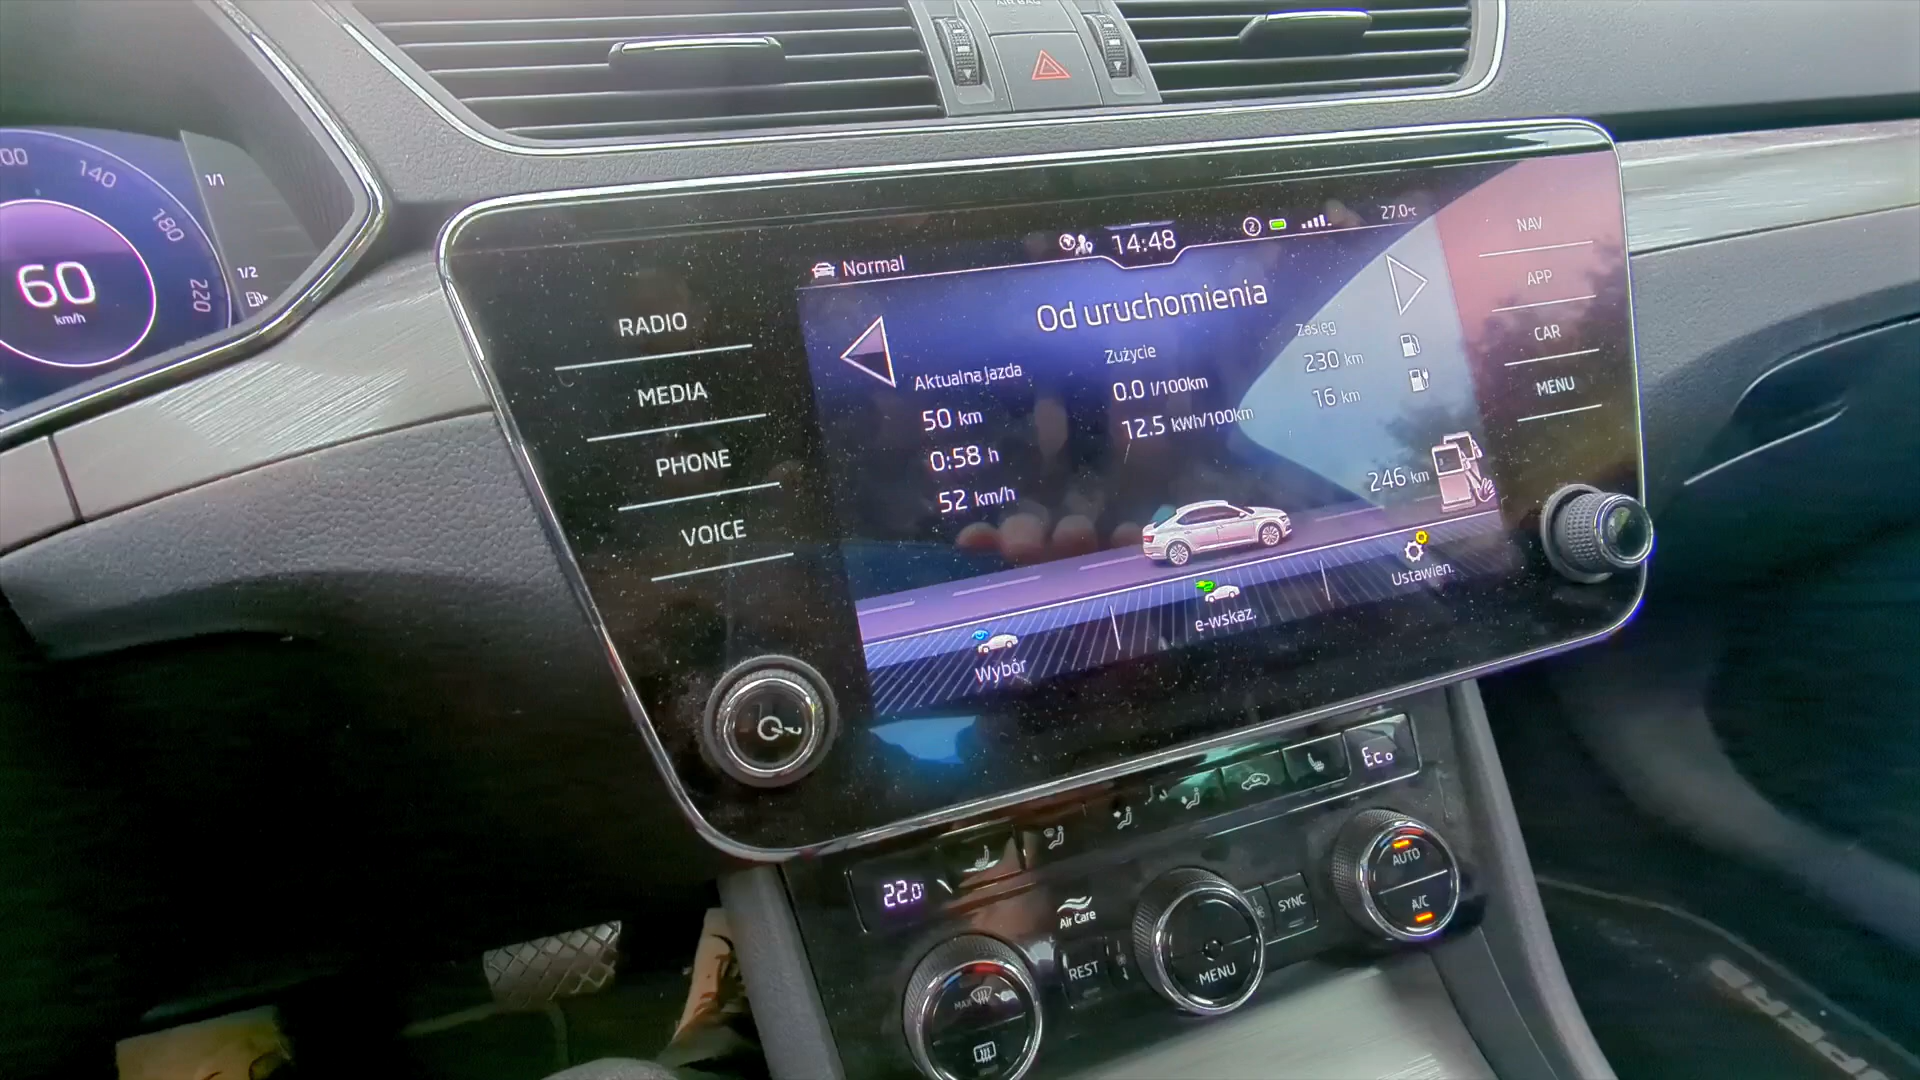 AIR BAG
140
180
220
60
km/h
1/1
1/2
Normal
14:48
2
27.0°C
RADIO
MEDIA
PHONE
VOICE
NAV
APP
CAR
MENU
Od uruchomienia
Aktualna jazda
50 km
0:58 h
52 km/h
Zużycie
0.0 l/100km
12.5 kWh/100km
Zasięg
230 km
16 km
246 km
Wybór
e-wskaz.
Ustawien.
Eco
22.0
Air Care
REST
MENU
SYNC
AUTO
A/C
MAX